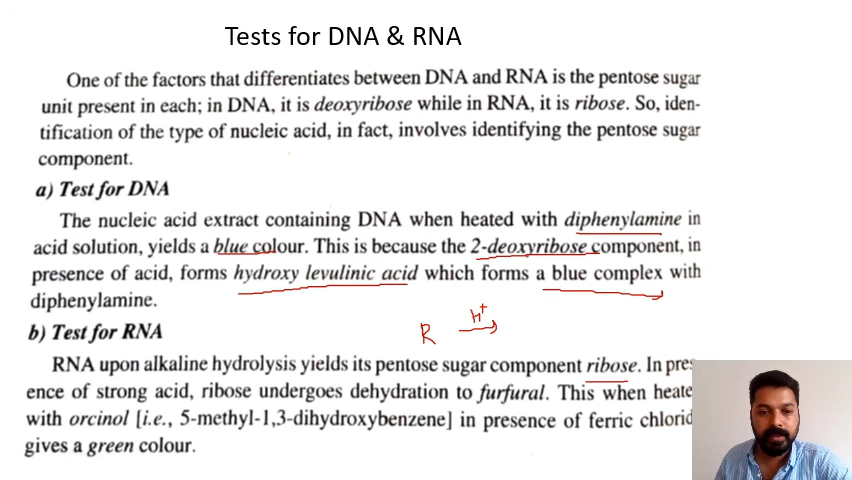 Tests for DNA & RNA
One of the factors that differentiates between DNA and RNA is the pentose sugar
unit present in each; in DNA, it is deoxyribose while in RNA, it is ribose. So, iden-
tification of the type of nucleic acid, in fact, involves identifying the pentose sugar
component.
a) Test for DNA
The nucleic acid extract containing DNA when heated with diphenylamine in
acid solution, yields a blue colour. This is because the 2-deoxyribose component, in
presence of acid, forms hydroxy levulinic acid which forms a blue complex with
diphenylamine.
R H+
b) Test for RNA
RNA upon alkaline hydrolysis yields its pentose sugar component ribose. In pres
ence of strong acid, ribose undergoes dehydration to furfural. This when heate
with orcinol [i.e., 5-methyl-1,3-dihydroxybenzene] in presence of ferric chlorid
gives a green colour.